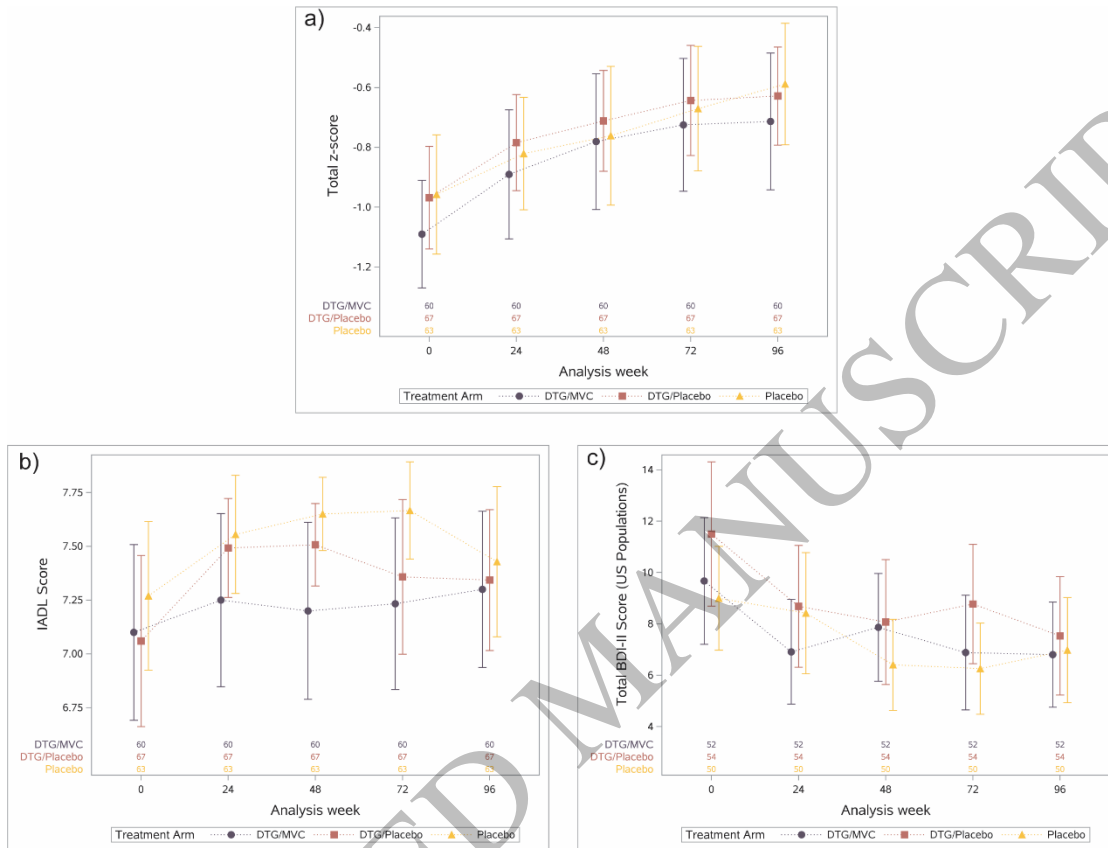 a)
Total z-score
-0.4
-0.6
-0.8
-1.0
-1.2
DTG/MVC 60 60 60 60 60
DTG/Placebo 67 67 67 67 67
Placebo 63 63 63 63 63
0 24 48 72 96
Analysis week
Treatment Arm DTG/MVC DTG/Placebo Placebo
b)
IADL Score
7.75
7.50
7.25
7.00
6.75
DTG/MVC 60 60 60 60 60
DTG/Placebo 67 67 67 67 67
Placebo 63 63 63 63 63
0 24 48 72 96
Analysis week
Treatment Arm DTG/MVC DTG/Placebo Placebo
c)
Total BDI-II Score (US Populations)
14
12
10
8
6
4
DTG/MVC 52 52 52 52 52
DTG/Placebo 54 54 54 54 54
Placebo 50 50 50 50 50
0 24 48 72 96
Analysis week
Treatment Arm DTG/MVC DTG/Placebo Placebo
ED MANUSCRIP